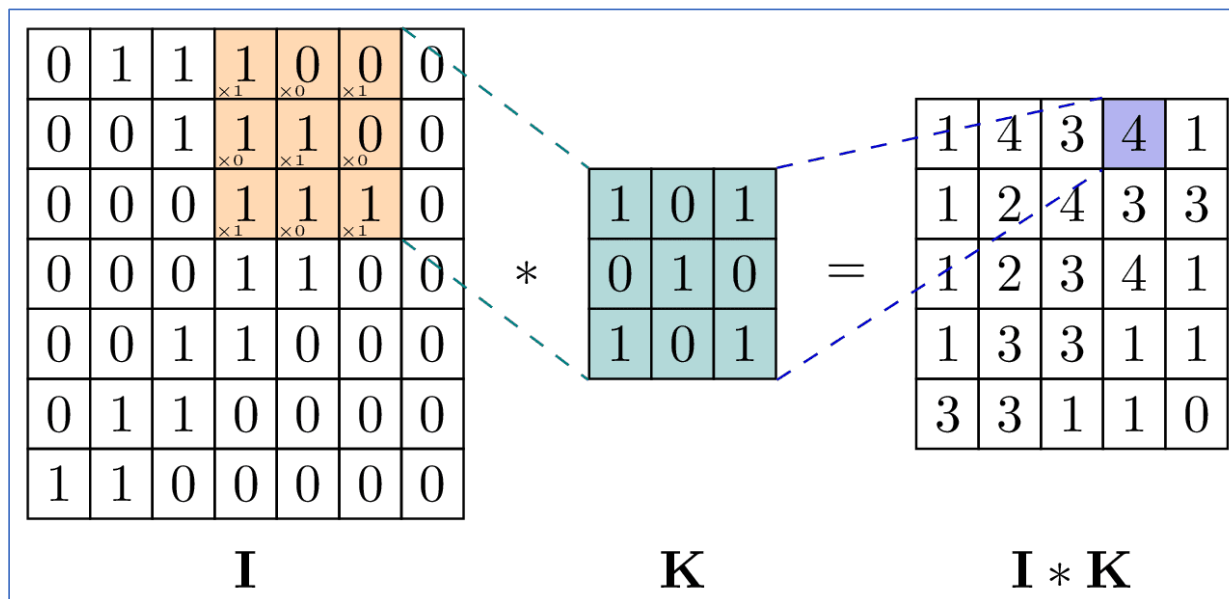 0 1 1 1 0 0 0
×1 ×0 ×1
0 0 1 1 1 0 0
×0 ×1 ×0
0 0 0 1 1 1 0
×1 ×0 ×1
0 0 0 1 1 0 0
0 0 1 1 0 0 0
0 1 1 0 0 0 0
1 1 0 0 0 0 0
I
*
1 0 1
0 1 0
1 0 1
K
=
1 4 3 4 1
1 2 4 3 3
1 2 3 4 1
1 3 3 1 1
3 3 1 1 0
I * K